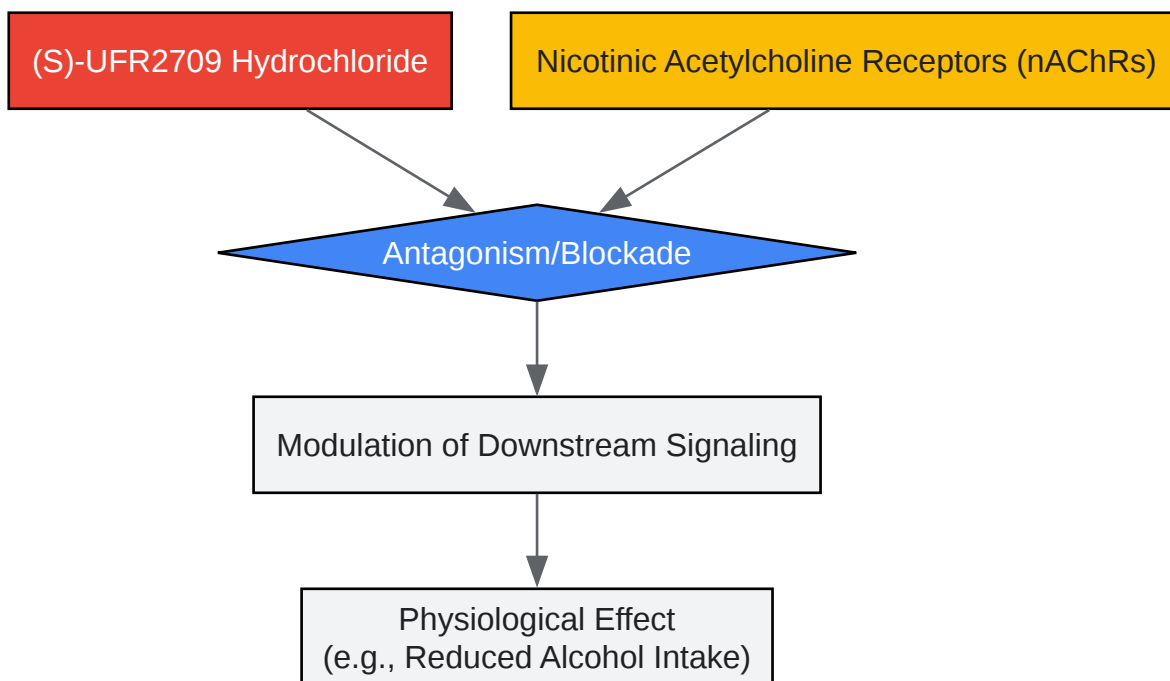 (S)-UFR2709 Hydrochloride
Nicotinic Acetylcholine Receptors (nAChRs)
Antagonism/Blockade
Modulation of Downstream Signaling
Physiological Effect
(e.g., Reduced Alcohol Intake)